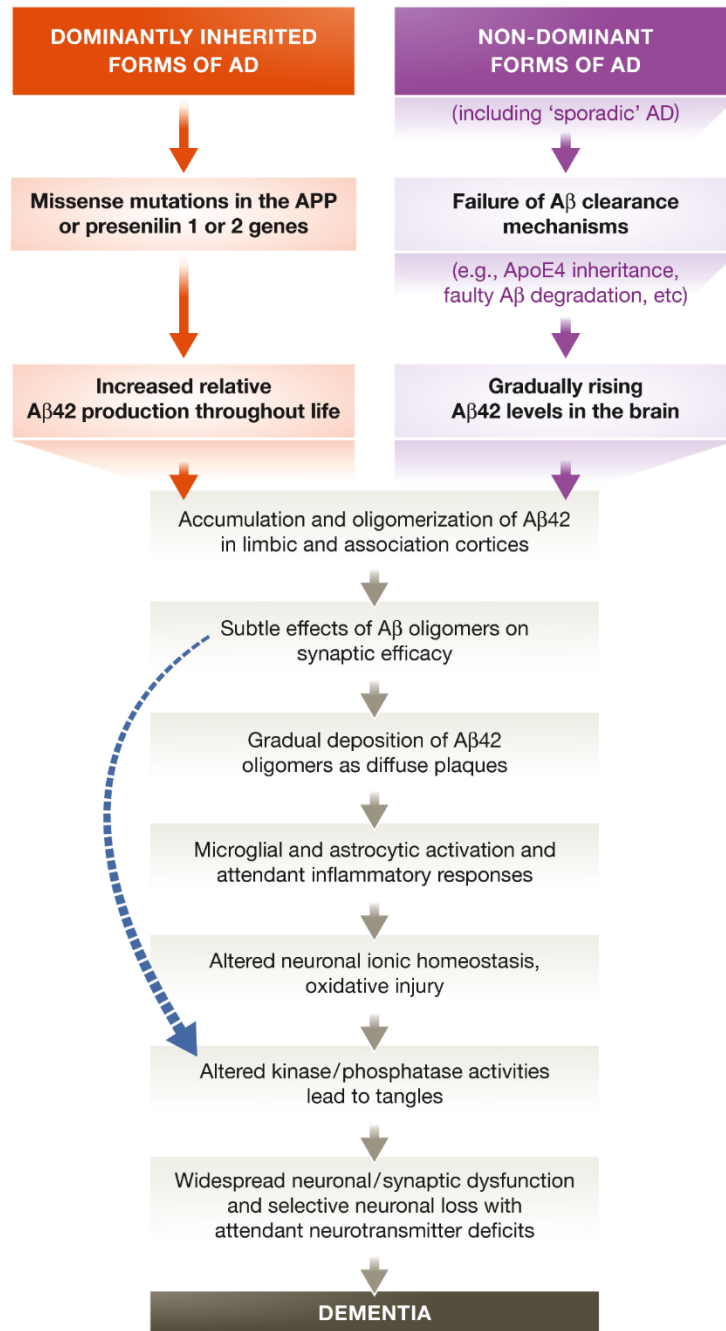 DOMINANTLY INHERITED
FORMS OF AD
Missense mutations in the APP
or presenilin 1 or 2 genes
Increased relative
Aβ42 production throughout life
NON-DOMINANT
FORMS OF AD
(including ‘sporadic’ AD)
Failure of Aβ clearance
mechanisms
(e.g., ApoE4 inheritance,
faulty Aβ degradation, etc)
Gradually rising
Aβ42 levels in the brain
Accumulation and oligomerization of Aβ42
in limbic and association cortices
Subtle effects of Aβ oligomers on
synaptic efficacy
Gradual deposition of Aβ42
oligomers as diffuse plaques
Microglial and astrocytic activation and
attendant inflammatory responses
Altered neuronal ionic homeostasis,
oxidative injury
Altered kinase/phosphatase activities
lead to tangles
Widespread neuronal/synaptic dysfunction
and selective neuronal loss with
attendant neurotransmitter deficits
DEMENTIA